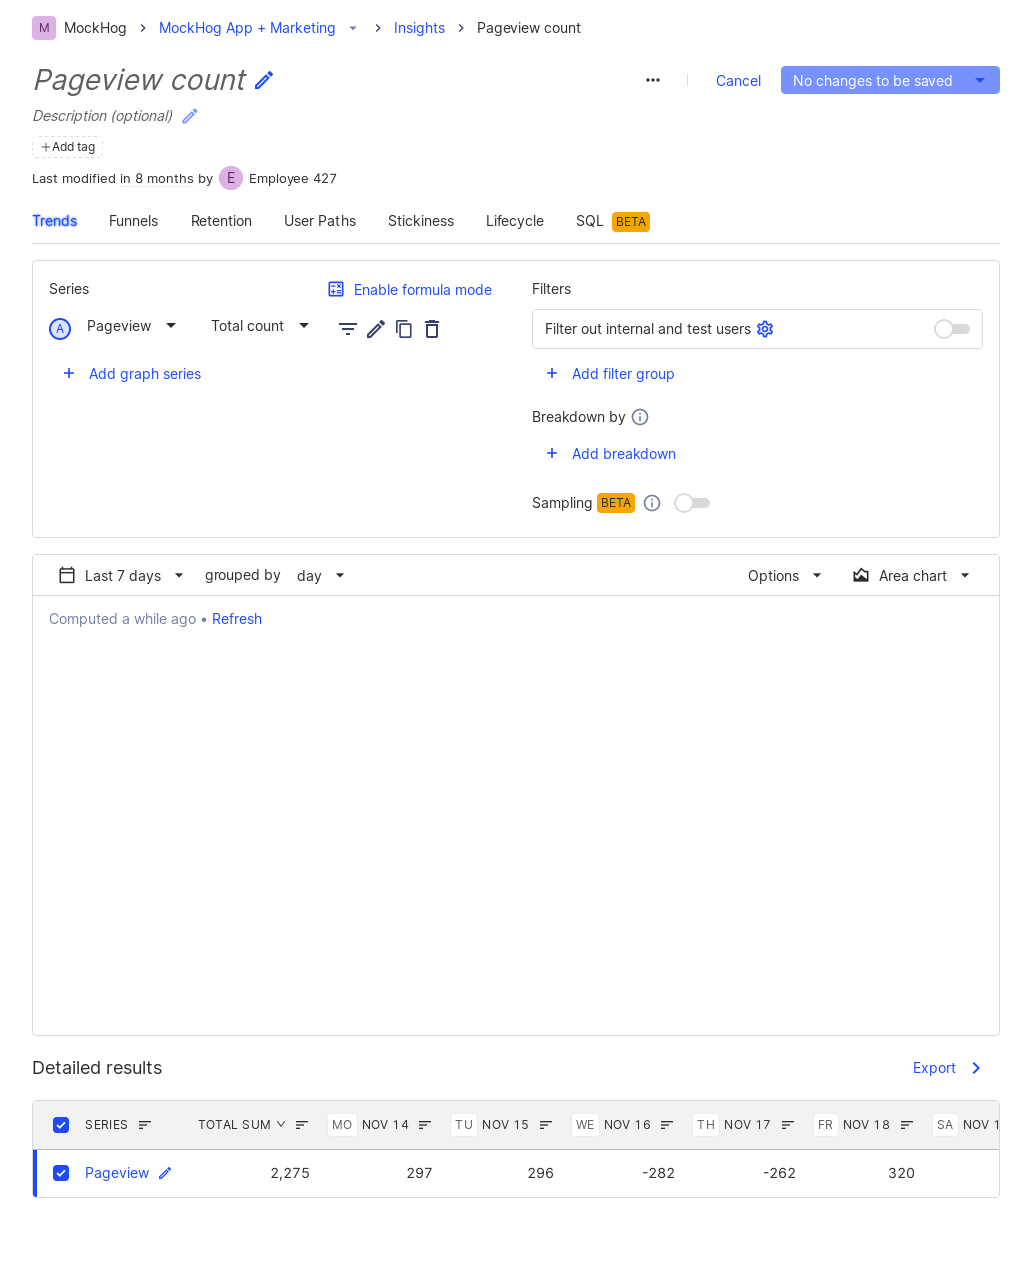 M MockHog > MockHog App + Marketing > Insights > Pageview count
Pageview count
Cancel No changes to be saved
Description (optional)
+Add tag
Last modified in 8 months by E Employee 427
Trends Funnels Retention User Paths Stickiness Lifecycle SQL BETA
Series Enable formula mode
A Pageview Total count
+ Add graph series
Filters
Filter out internal and test users
+ Add filter group
Breakdown by
+ Add breakdown
Sampling BETA
Last 7 days grouped by day Options Area chart
Computed a while ago • Refresh
Detailed results Export
SERIES TOTAL SUM MO NOV 14 TU NOV 15 WE NOV 16 TH NOV 17 FR NOV 18 SA NOV 1
Pageview 2,275 297 296 -282 -262 320